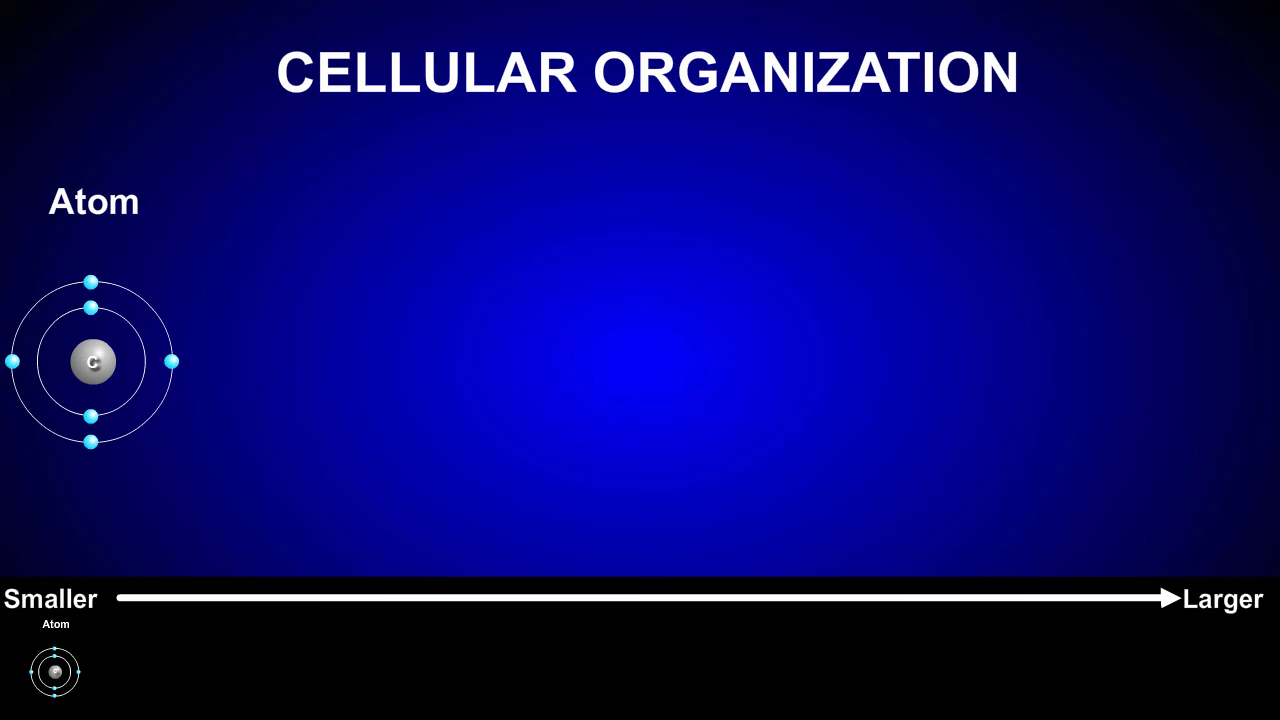 CELLULAR ORGANIZATION
Atom
C
Smaller
Larger
Atom